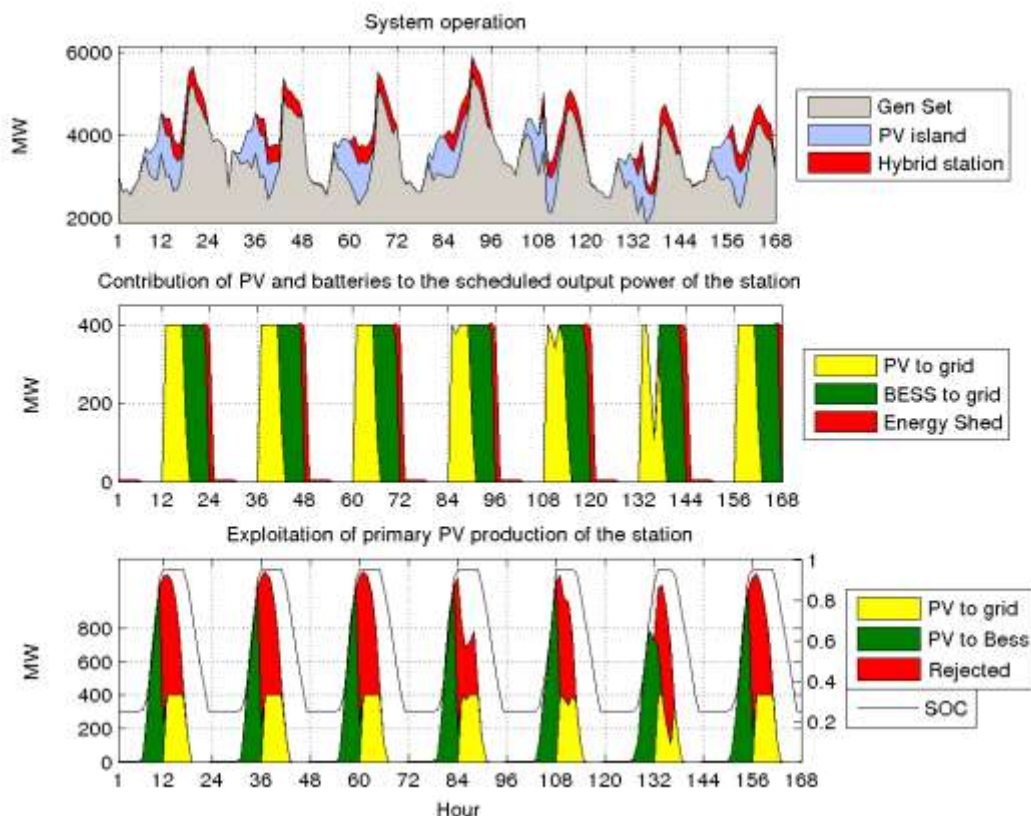 System operation
MW
6000
4000
2000
1 12 24 36 48 60 72 84 96 108 120 132 144 156 168
Gen Set
PV island
Hybrid station
Contribution of PV and batteries to the scheduled output power of the station
MW
400
200
0
1 12 24 36 48 60 72 84 96 108 120 132 144 156 168
PV to grid
BESS to grid
Energy Shed
Exploitation of primary PV production of the station
MW
800
600
400
200
0
1
0.8
0.6
0.4
0.2
1 12 24 36 48 60 72 84 96 108 120 132 144 156 168
Hour
PV to grid
PV to Bess
Rejected
SOC